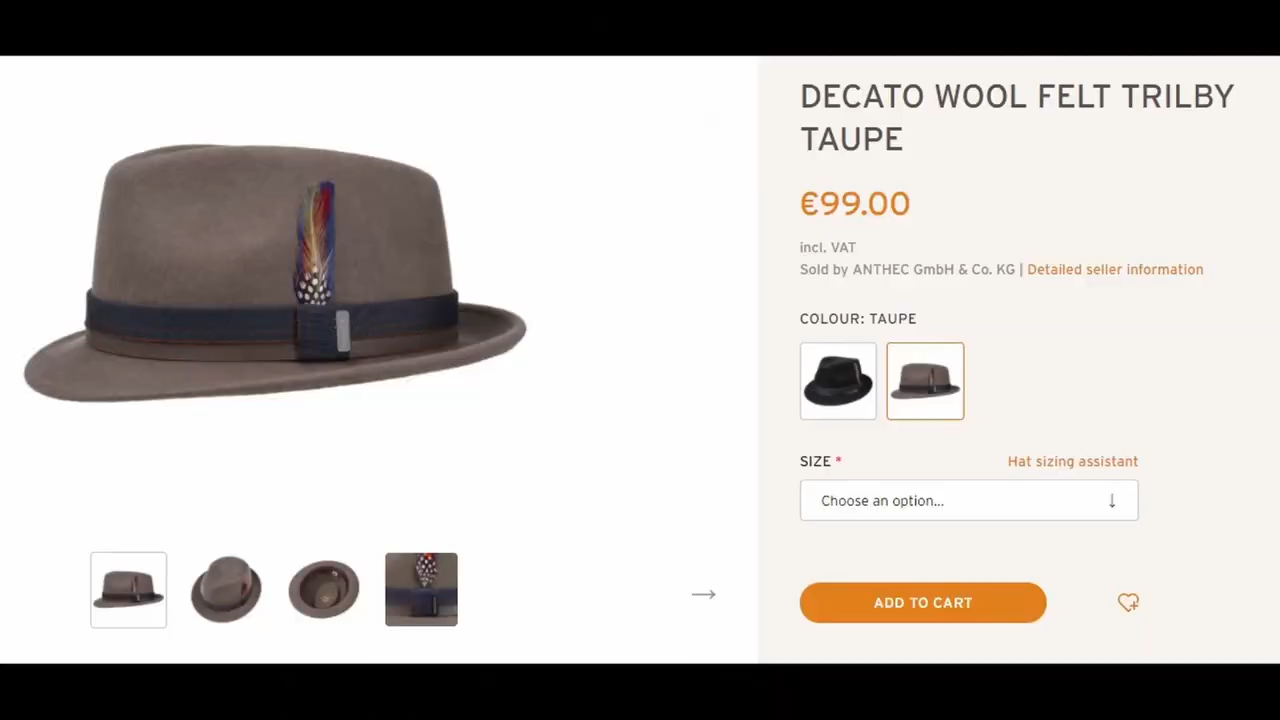 DECATO WOOL FELT TRILBY
TAUPE
€99.00
incl. VAT
Sold by ANTHEC GmbH & Co. KG | Detailed seller information
COLOUR: TAUPE
SIZE * Hat sizing assistant
Choose an option...
ADD TO CART